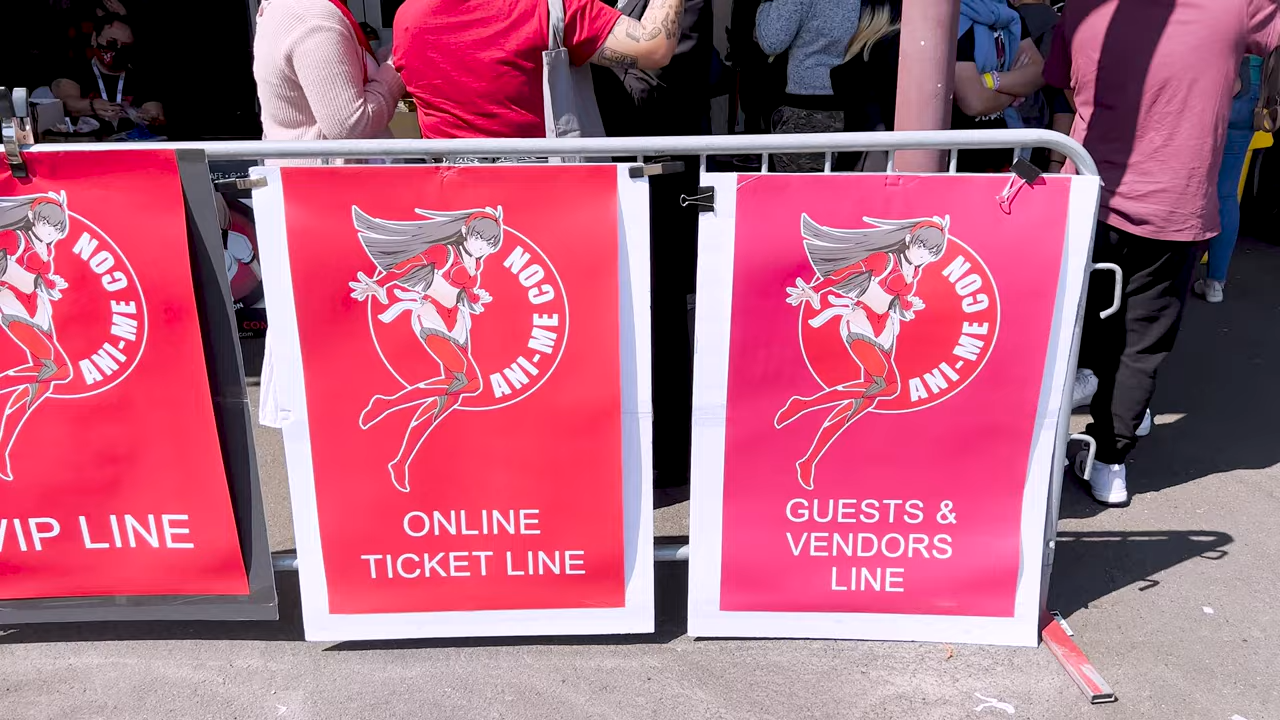 ANI-ME CON
VIP LINE
ANI-ME CON
ONLINE
TICKET LINE
ANI-ME CON
GUESTS &
VENDORS
LINE